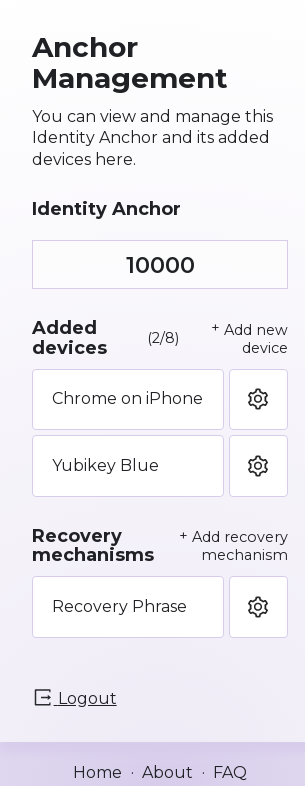 Anchor
Management
You can view and manage this
Identity Anchor and its added
devices here.
Identity Anchor
10000
Added
devices
(2/8)
+ Add new
device
Chrome on iPhone
Yubikey Blue
Recovery
mechanisms
+ Add recovery
mechanism
Recovery Phrase
Logout
Home · About · FAQ